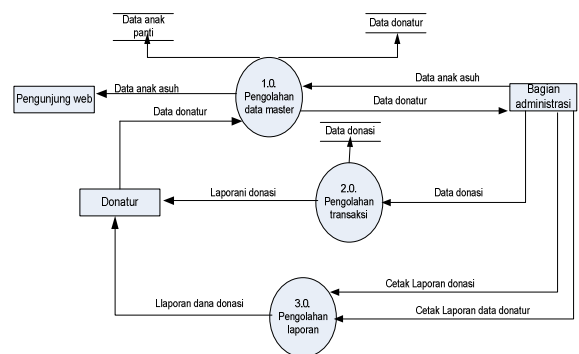 Data anak
panti
Data donatur
1.0.
Pengolahan
data master
Data anak asuh
Pengunjung web
Data anak asuh
Bagian
administrasi
Data donatur
Data donatur
Data donasi
Donatur
Laporani donasi
2.0.
Pengolahan
transaksi
Data donasi
Cetak Laporan donasi
Llaporan dana donasi
3.0.
Pengolahan
laporan
Cetak Laporan data donatur